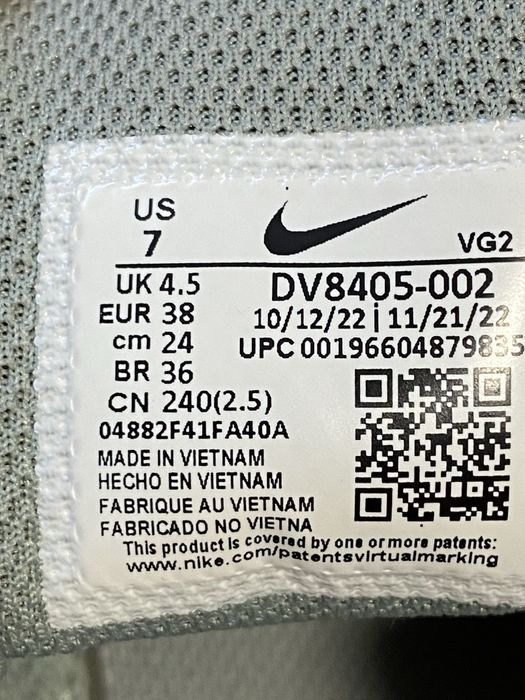 US
7
VG2
UK 4.5
DV8405-002
EUR 38
10/12/22 | 11/21/22
cm 24
UPC 00196604879835
BR 36
CN 240(2.5)
04882F41FA40A
MADE IN VIETNAM
HECHO EN VIETNAM
FABRIQUE AU VIETNAM
FABRICADO NO VIETNA
This product is covered by one or more patents:
www.nike.com/patentsvirtualmarking